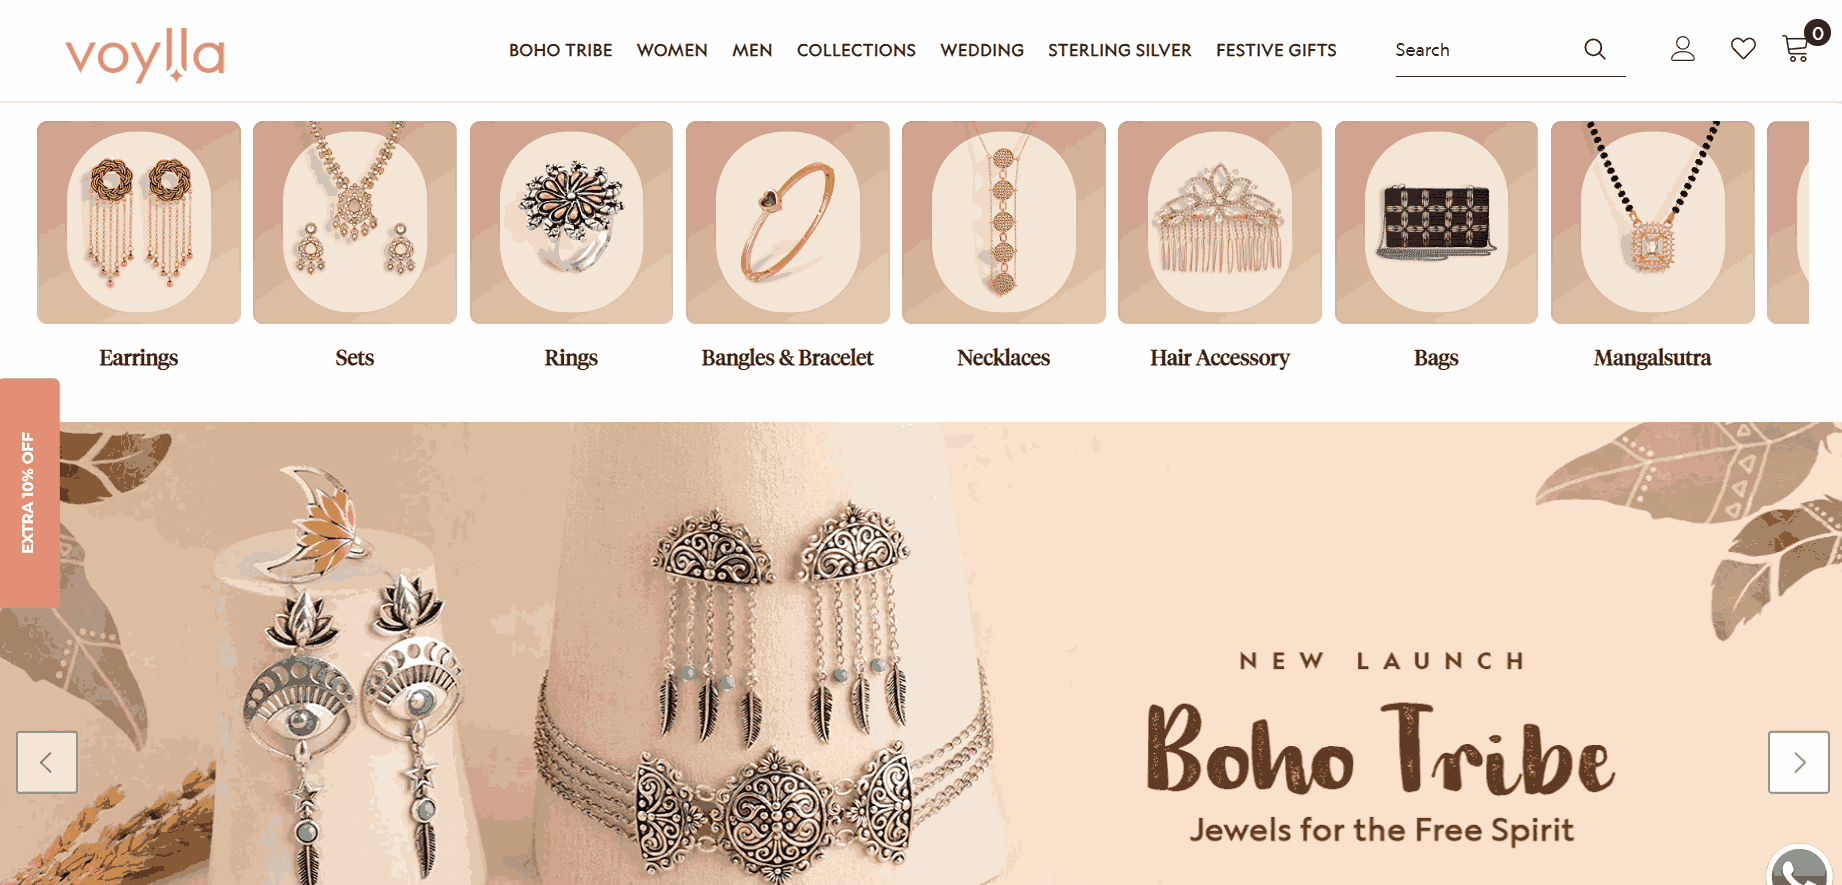 voylla
BOHO TRIBE WOMEN MEN COLLECTIONS WEDDING STERLING SILVER FESTIVE GIFTS
Search
0
Earrings
Sets
Rings
Bangles & Bracelet
Necklaces
Hair Accessory
Bags
Mangalsutra
EXTRA 10% OFF
NEW LAUNCH
Boho Tribe
Jewels for the Free Spirit